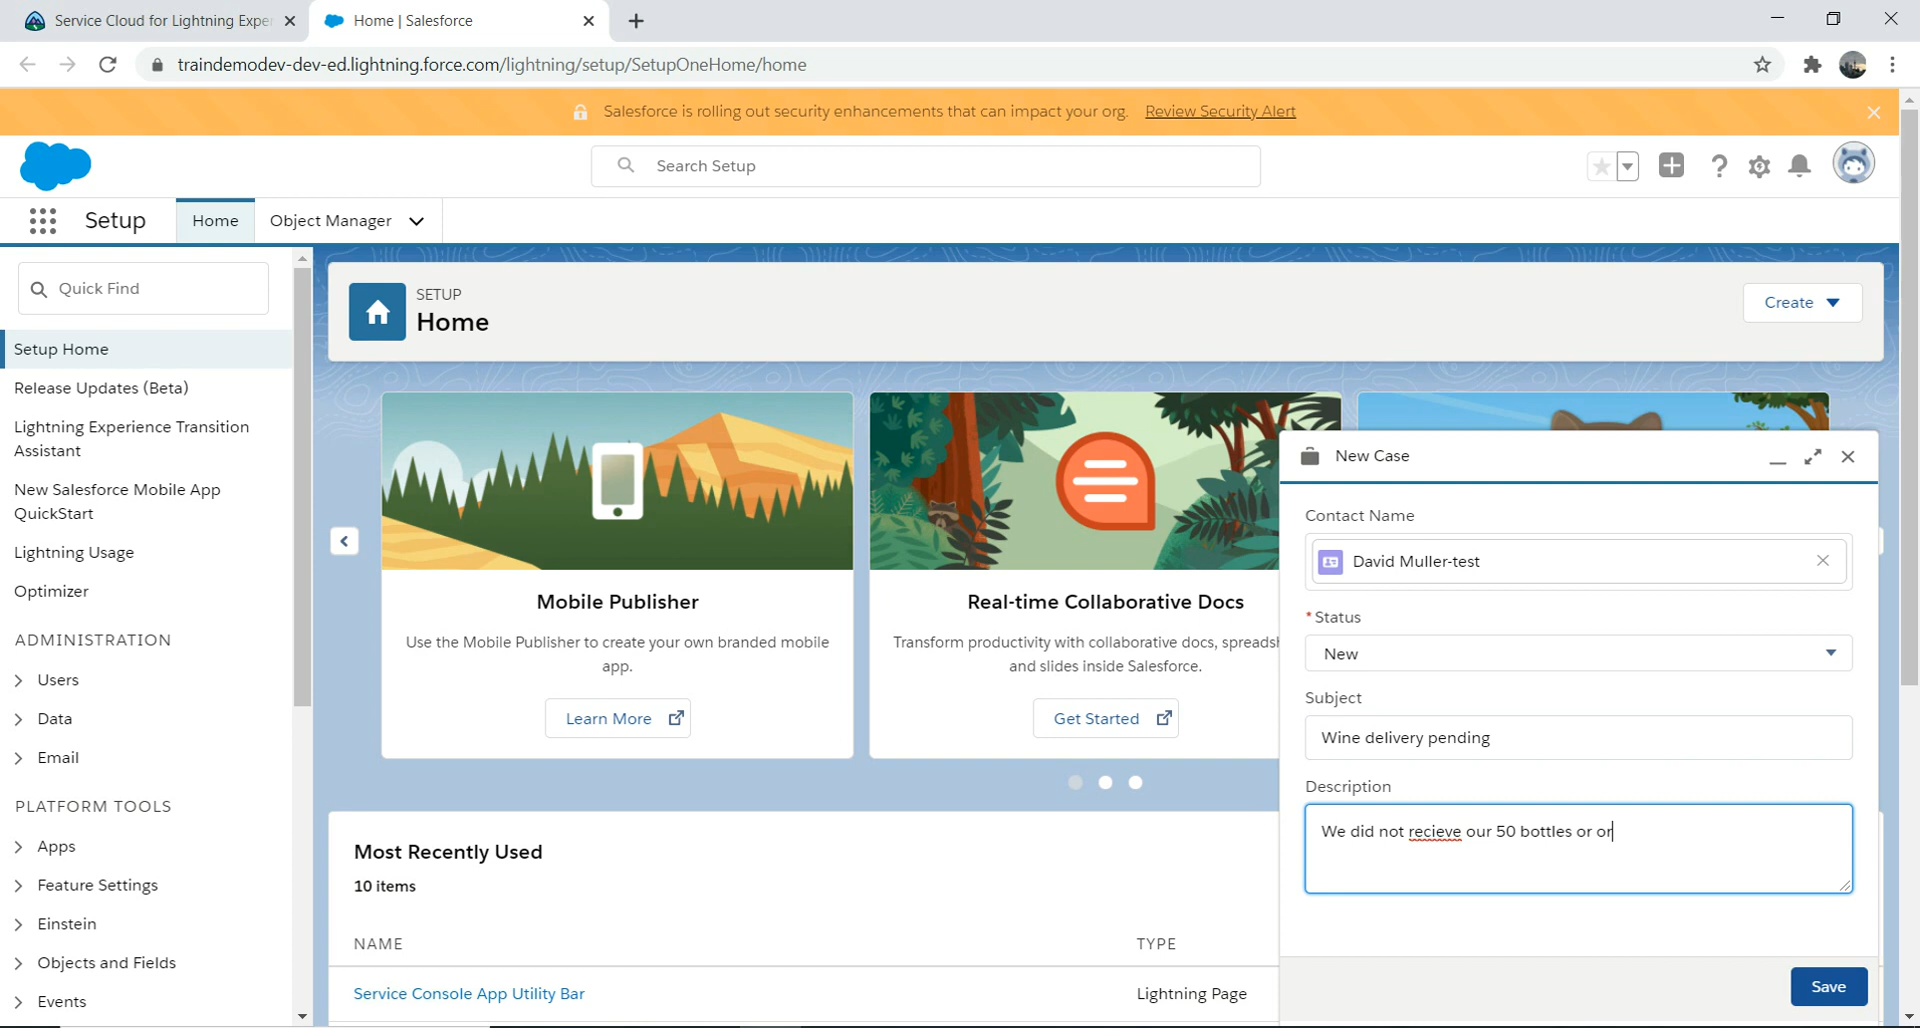 Service Cloud for Lightning Exper
Home | Salesforce
traindemodev-dev-ed.lightning.force.com/lightning/setup/SetupOneHome/home
Salesforce is rolling out security enhancements that can impact your org. Review Security Alert
Search Setup
Setup
Home
Object Manager
Quick Find
Setup Home
Release Updates (Beta)
Lightning Experience Transition
Assistant
New Salesforce Mobile App
QuickStart
Lightning Usage
Optimizer
ADMINISTRATION
Users
Data
Email
PLATFORM TOOLS
Apps
Feature Settings
Einstein
Objects and Fields
Events
SETUP
Home
Create
Mobile Publisher
Use the Mobile Publisher to create your own branded mobile
app.
Learn More
Real-time Collaborative Docs
Transform productivity with collaborative docs, spreadsh
and slides inside Salesforce.
Get Started
Most Recently Used
10 items
NAME TYPE
Service Console App Utility Bar Lightning Page
New Case
Contact Name
David Muller-test
* Status
New
Subject
Wine delivery pending
Description
We did not recieve our 50 bottles or or
Save